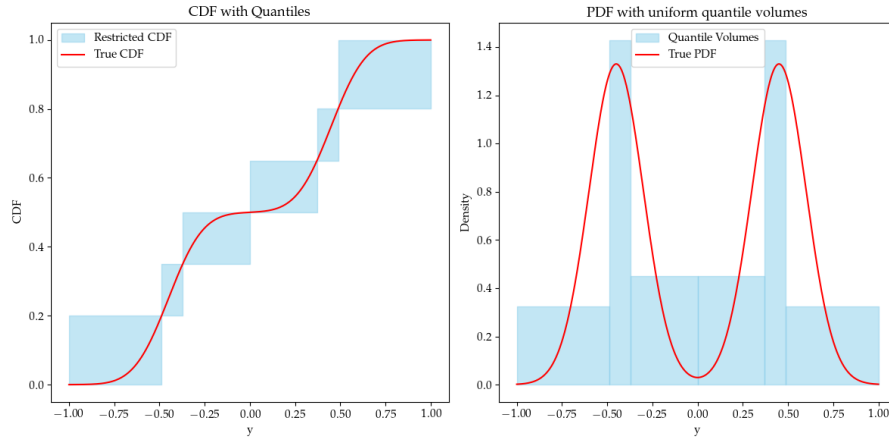 CDF with Quantiles
Restricted CDF
True CDF
1.0
0.8
0.6
0.4
0.2
0.0
CDF
−1.00 −0.75 −0.50 −0.25 0.00 0.25 0.50 0.75 1.00
y
PDF with uniform quantile volumes
Quantile Volumes
True PDF
1.4
1.2
1.0
0.8
0.6
0.4
0.2
0.0
Density
−1.00 −0.75 −0.50 −0.25 0.00 0.25 0.50 0.75 1.00
y